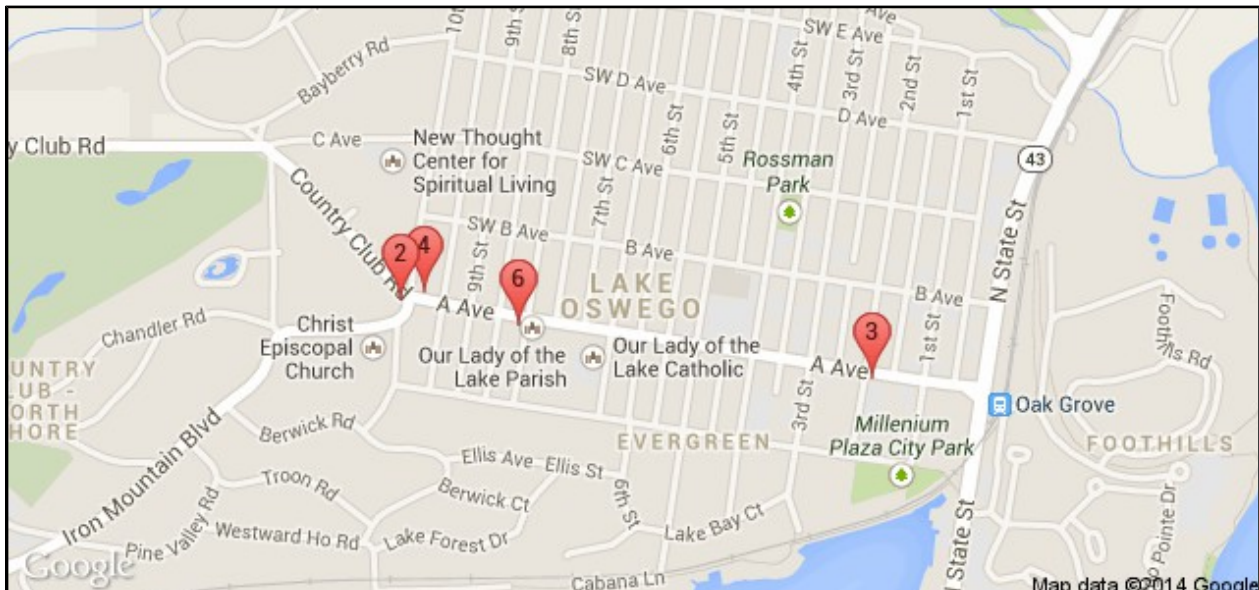 10th
9th St
8th St
Ave
SW E Ave
4th St
3rd St
2nd St
1st St
Bayberry Rd
SW D Ave
D Ave
y Club Rd
C Ave
New Thought
Center for
Spiritual Living
SW C Ave
6th St
5th St
Rossman
Park
43
Country Club Rd
SW B Ave
7th St
B Ave
B Ave
N State St
2
4
6
3
9th St
A Ave
LAKE
OSWEGO
Chandler Rd
Christ
Episcopal
Church
Our Lady of the
Lake Parish
Our Lady of the
Lake Catholic
A Ave
1st St
Foothills Rd
UNTRY
LUB -
ORTH
HORE
Oak Grove
Iron Mountain Blvd
Berwick Rd
EVERGREEN
3rd St
Millenium
Plaza City Park
FOOTHILLS
Ellis Ave
Ellis St
Troon Rd
Berwick Ct
6th St
Lake Bay Ct
Pine Valley Rd
Westward Ho Rd
Lake Forest Dr
Cabana Ln
State St
o Pointe Dr
Google
Map data ©2014 Google